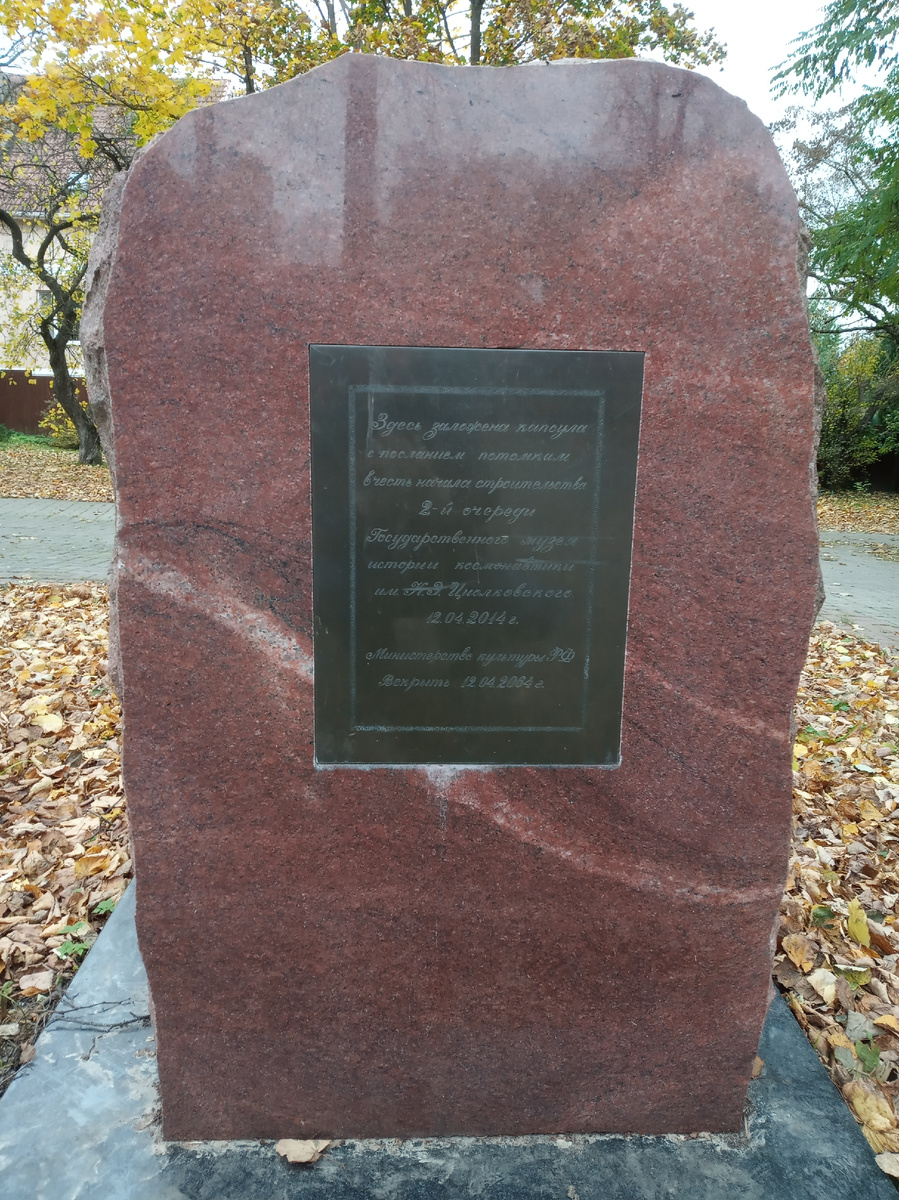 Здесь заложена капсула
с посланием потомкам
в честь начала строительства
2-й очереди
Государственного музея
истории космонавтики
им. К.Э. Циолковского
12.04.2014 г.
Министерство культуры РФ
Вскрыть 12.04.2064 г.